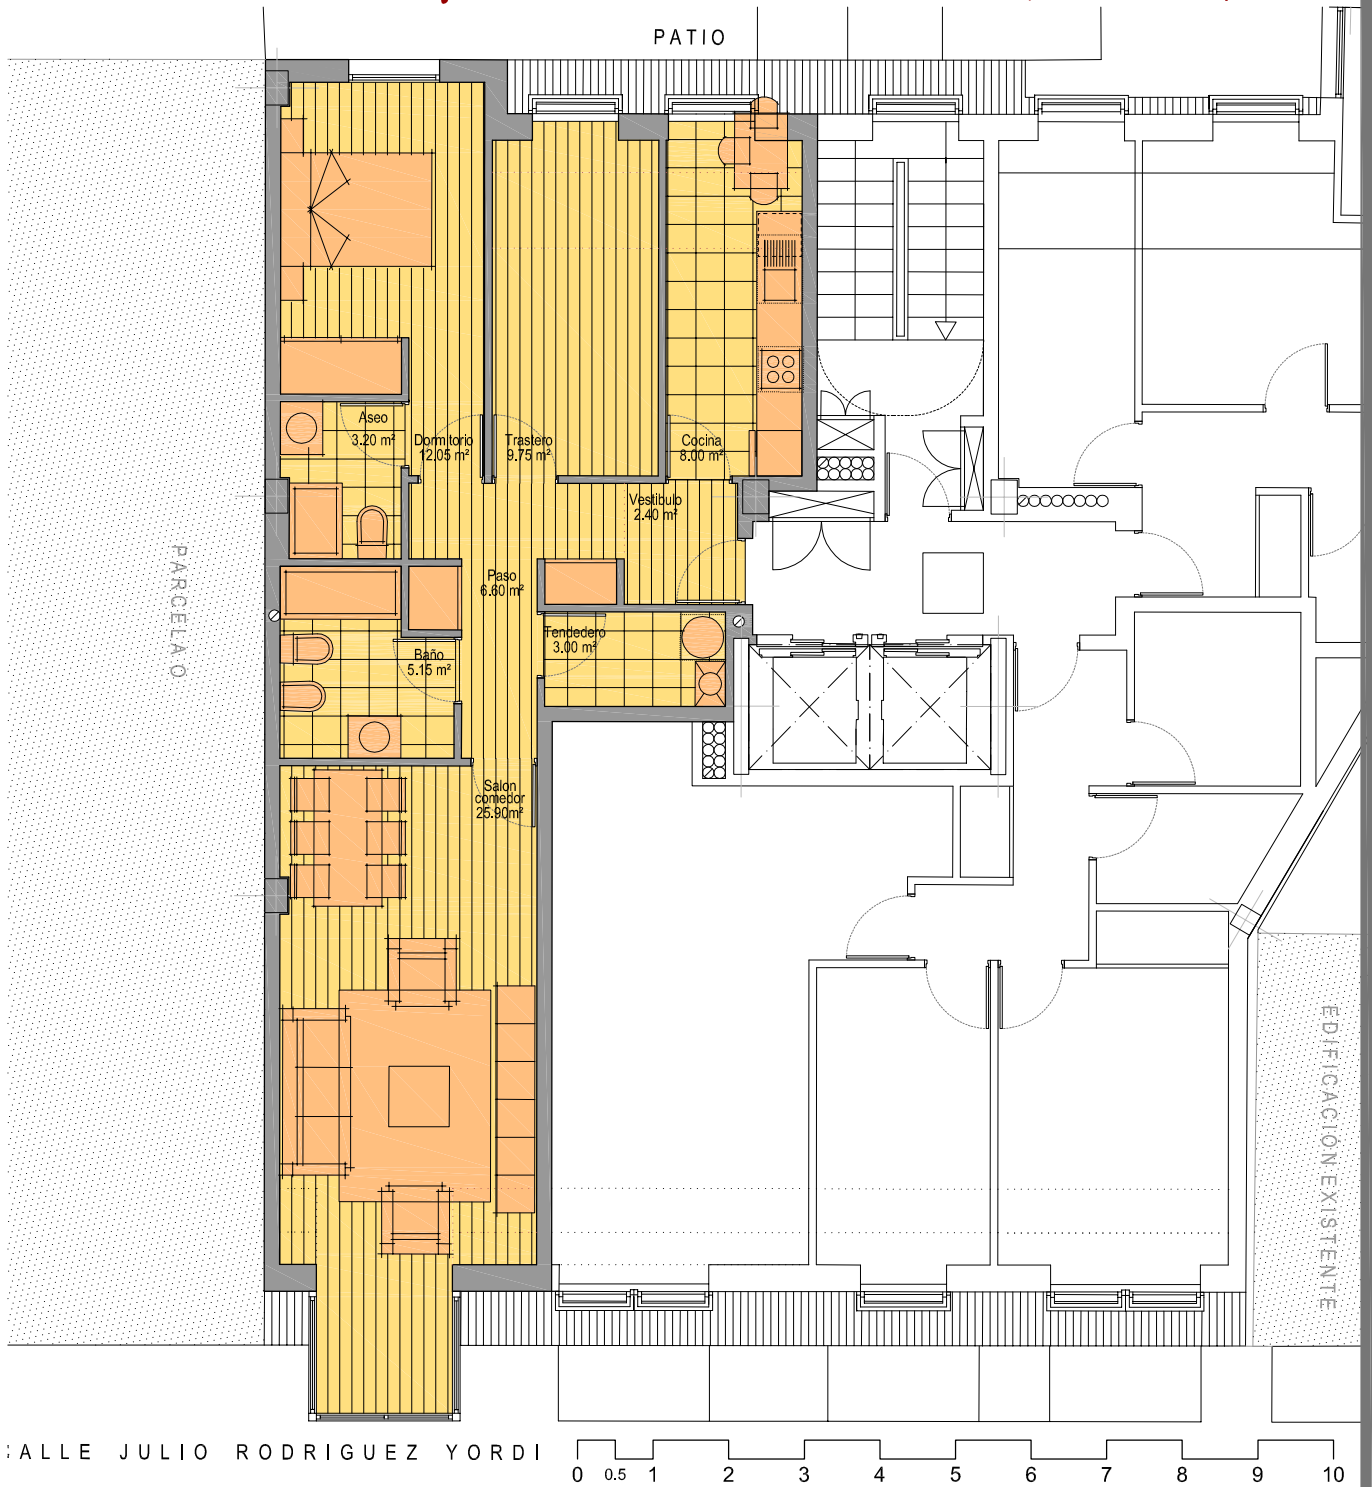 PATIO
Aseo
3.20 m²
Dormitorio
12.05 m²
Trastero
9.75 m²
Cocina
8.00 m²
Vestibulo
2.40 m²
PARCELA O
Paso
6.60 m²
Tendedero
3.00 m²
Baño
5.15 m²
Salon
comedor
25.90m²
EDIFICACIÓN EXISTENTE
CALLE JULIO RODRIGUEZ YORDI
0 0.5 1 2 3 4 5 6 7 8 9 10